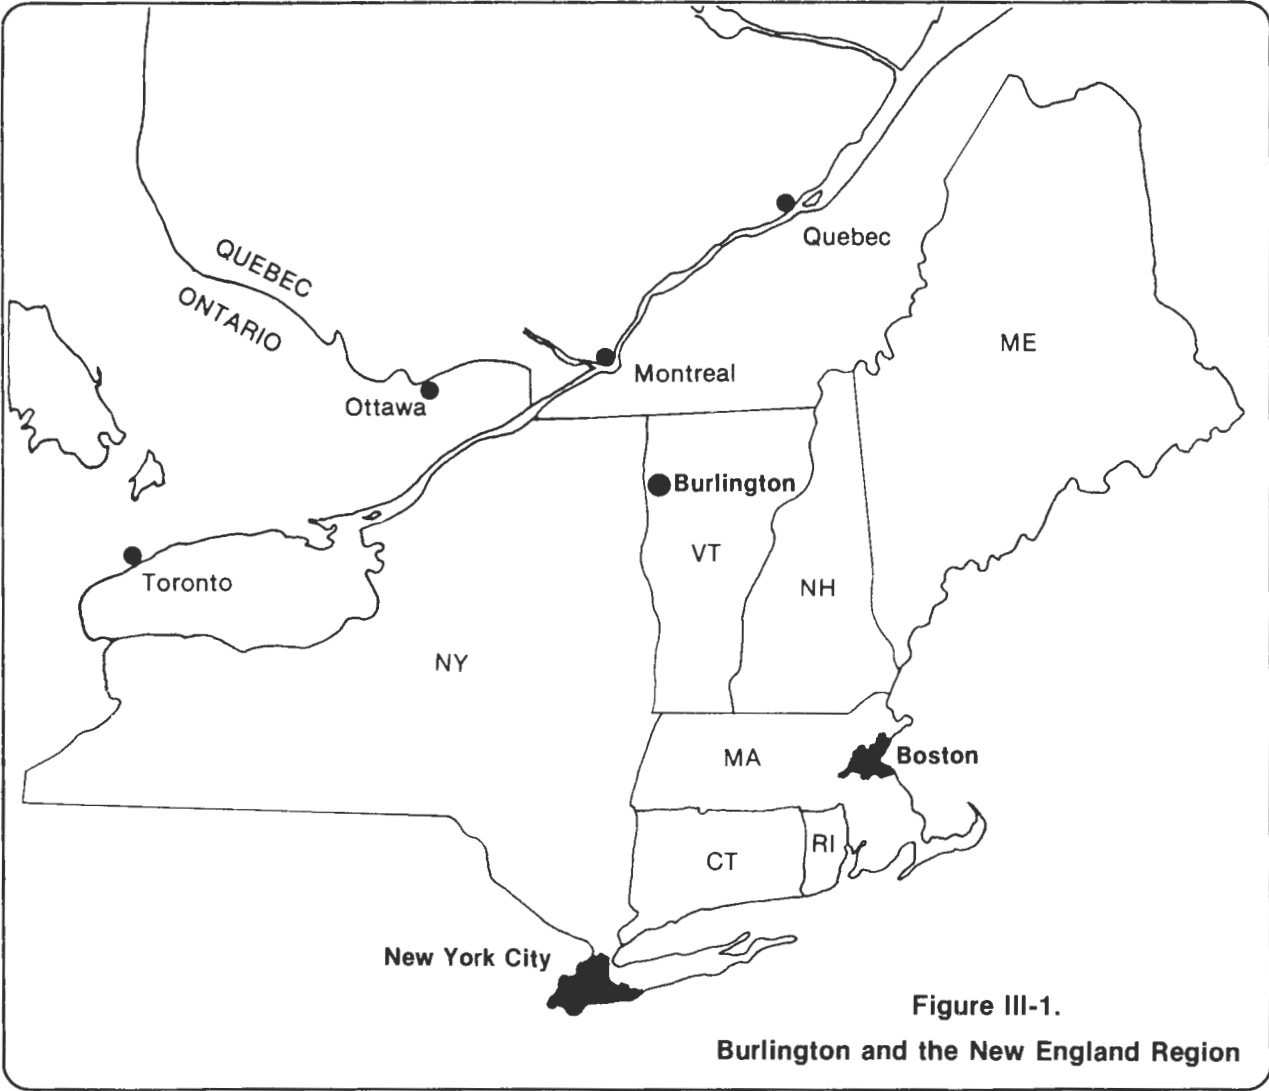 Quebec
QUEBEC
ONTARIO
ME
Montreal
Ottawa
Burlington
VT
Toronto
NH
NY
MA
Boston
RI
CT
New York City
Figure III-1.
Burlington and the New England Region